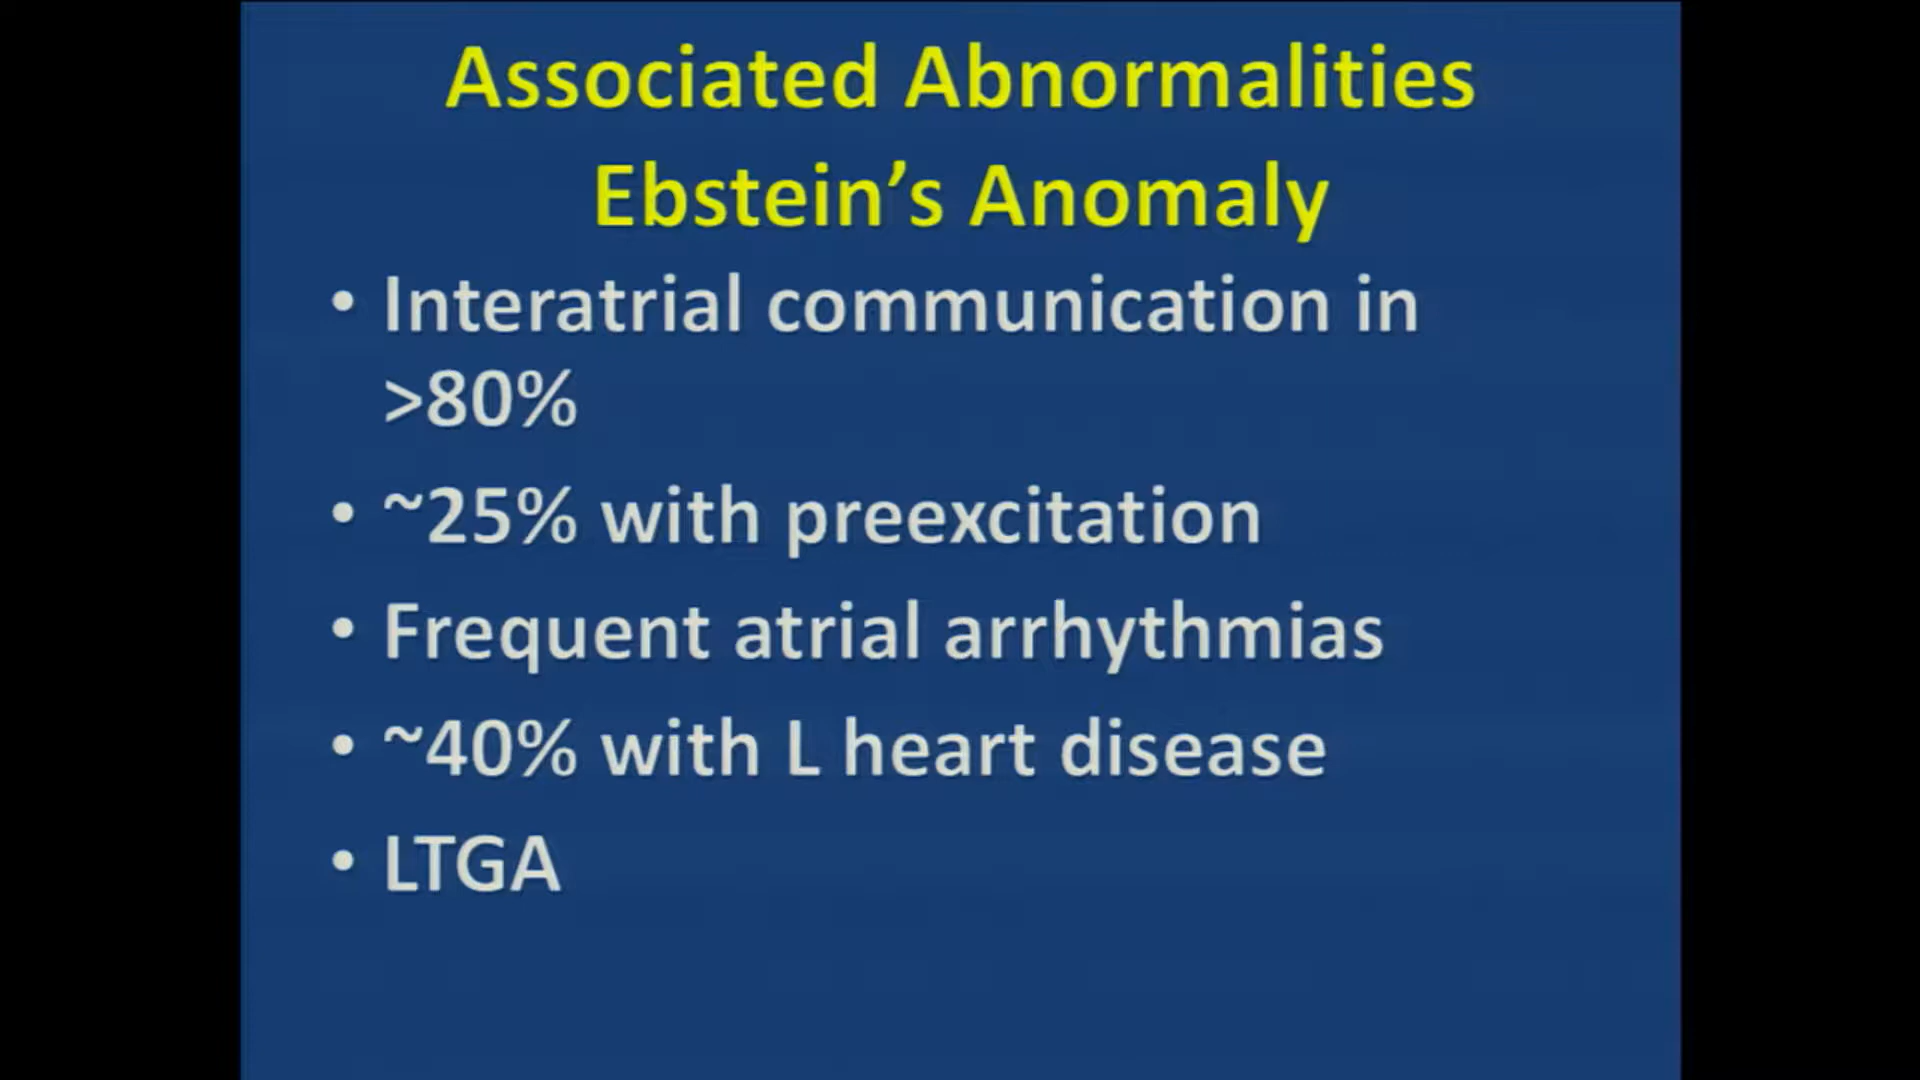 Associated Abnormalities
Ebstein’s Anomaly
• Interatrial communication in
>80%
• ~25% with preexcitation
• Frequent atrial arrhythmias
• ~40% with L heart disease
• LTGA